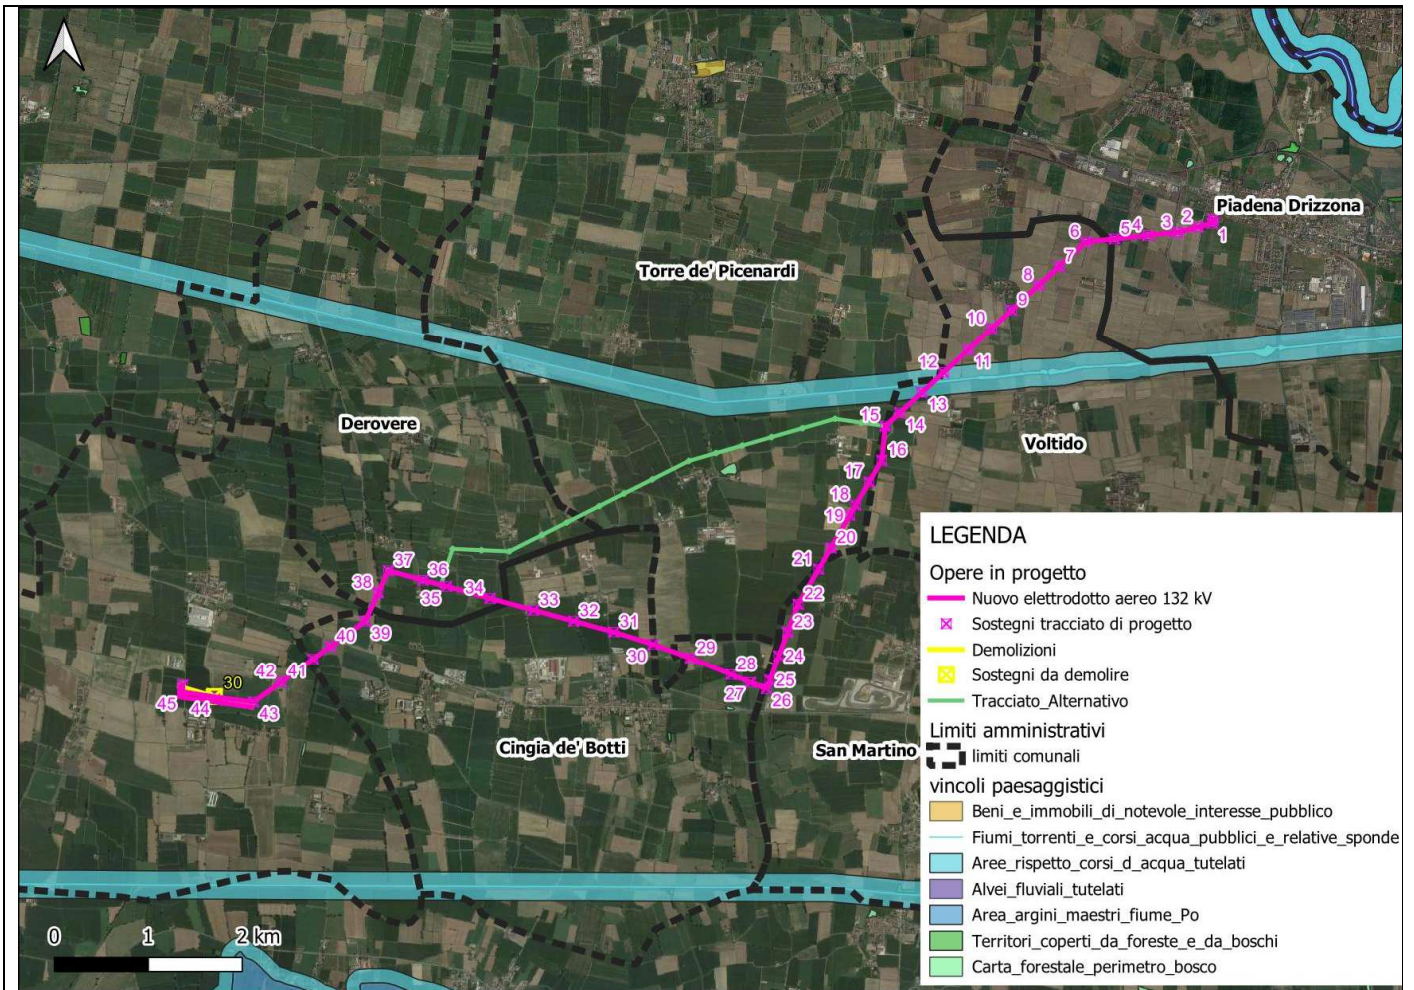 Piadena Drizzona
6
5
4
3
2
1
7
8
9
Torre de' Picenardi
10
11
12
13
15
14
Derovere
16
Voltido
17
18
19
20
21
37
36
38
35
34
22
33
32
23
31
39
40
30
24
29
42
41
28
30
25
27
26
45
44
43
Cingia de' Botti
San Martino
LEGENDA
Opere in progetto
Nuovo elettrodotto aereo 132 kV
Sostegni tracciato di progetto
Demolizioni
Sostegni da demolire
Tracciato_Alternativo
Limiti amministrativi
limiti comunali
vincoli paesaggistici
Beni_e_immobili_di_notevole_interesse_pubblico
Fiumi_torrenti_e_corsi_acqua_pubblici_e_relative_sponde
Aree_rispetto_corsi_d_acqua_tutelati
Alvei_fluviali_tutelati
Area_argini_maestri_fiume_Po
Territori_coperti_da_foreste_e_da_boschi
Carta_forestale_perimetro_bosco
0 1 2 km